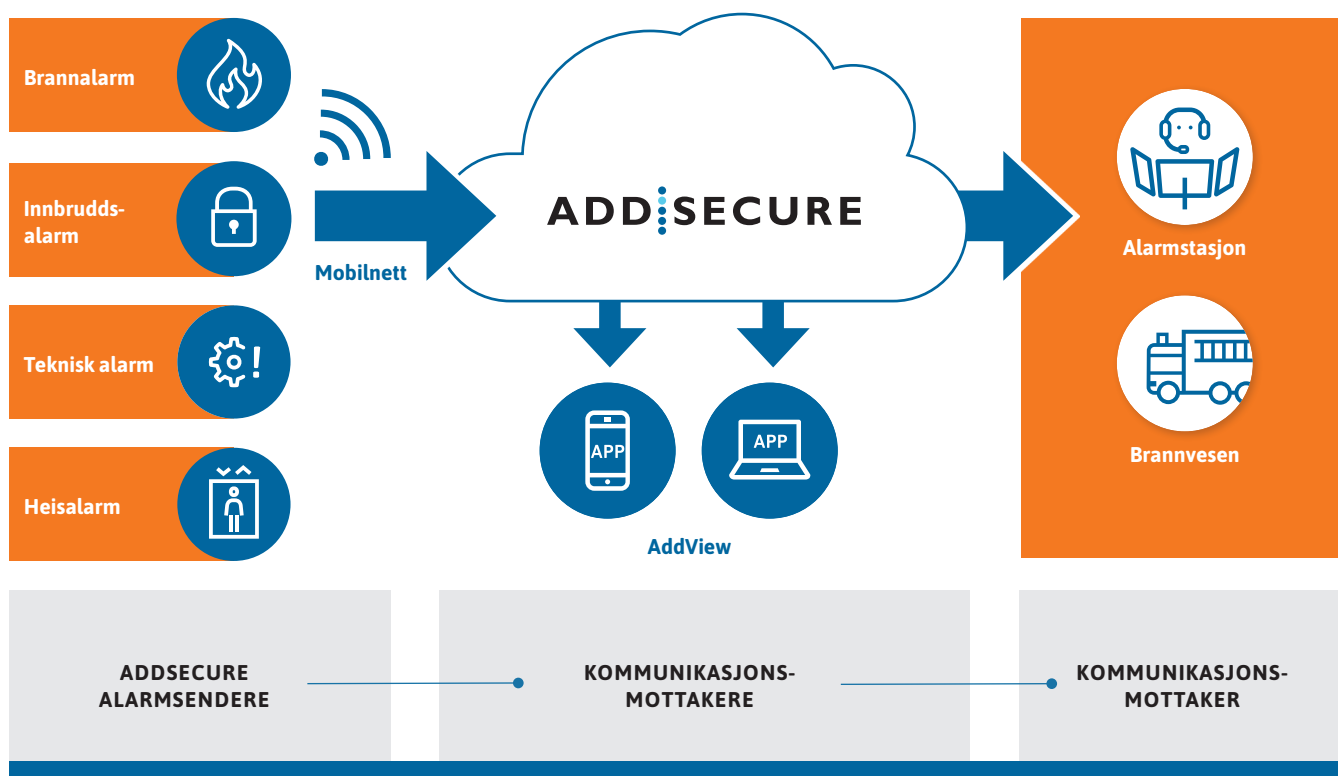 Brannalarm
Innbrudds-
alarm
Teknisk alarm
Heisalarm
Mobilnett
ADDSECURE
APP
APP
AddView
Alarmstasjon
Brannvesen
ADDSECURE
ALARMSENDERE
KOMMUNIKASJONS-
MOTTAKERE
KOMMUNIKASJONS-
MOTTAKER